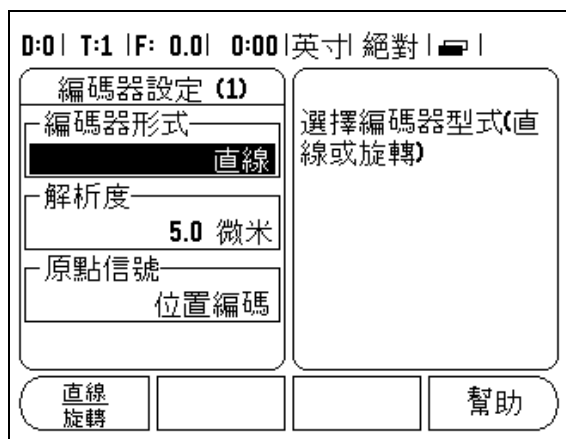 D:0 | T:1 | F: 0.0 | 0:00 | 英寸 | 絕對 |
編碼器設定 (1)
編碼器形式
直線
解析度
5.0 微米
原點信號
位置編碼
選擇編碼器型式(直
線或旋轉)
直線
旋轉
幫助